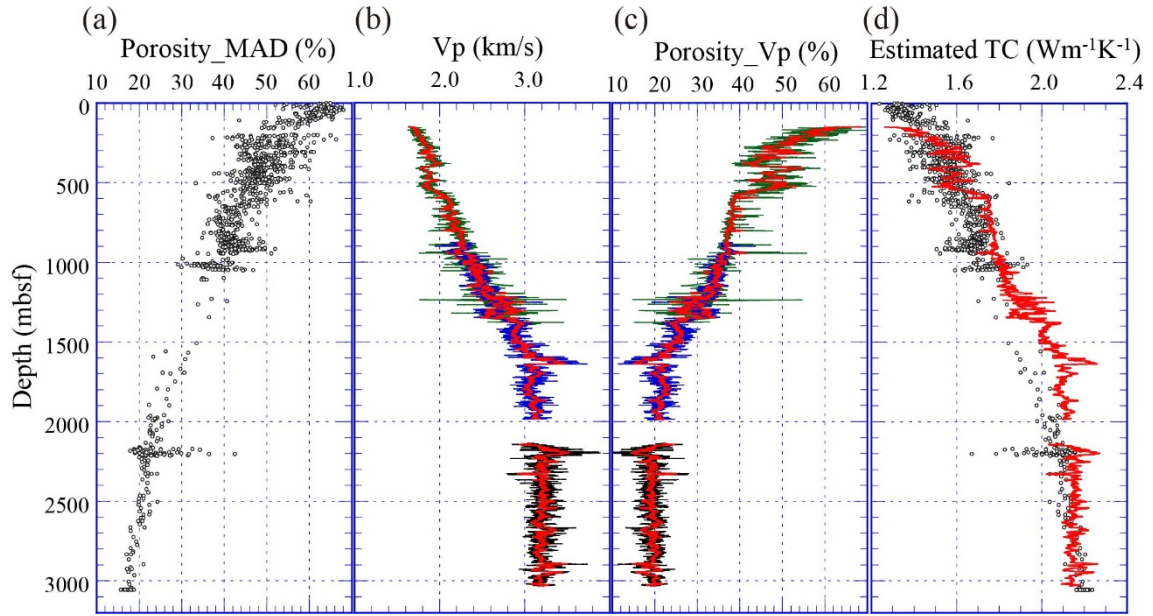 (a) (b) (c) (d)
Porosity_MAD (%) Vp (km/s) Porosity_Vp (%) Estimated TC (Wm⁻¹K⁻¹)
10 20 30 40 50 60 1.0 2.0 3.0 10 20 30 40 50 60 1.2 1.6 2.0 2.4
0
500
1000
1500
2000
2500
3000
Depth (mbsf)